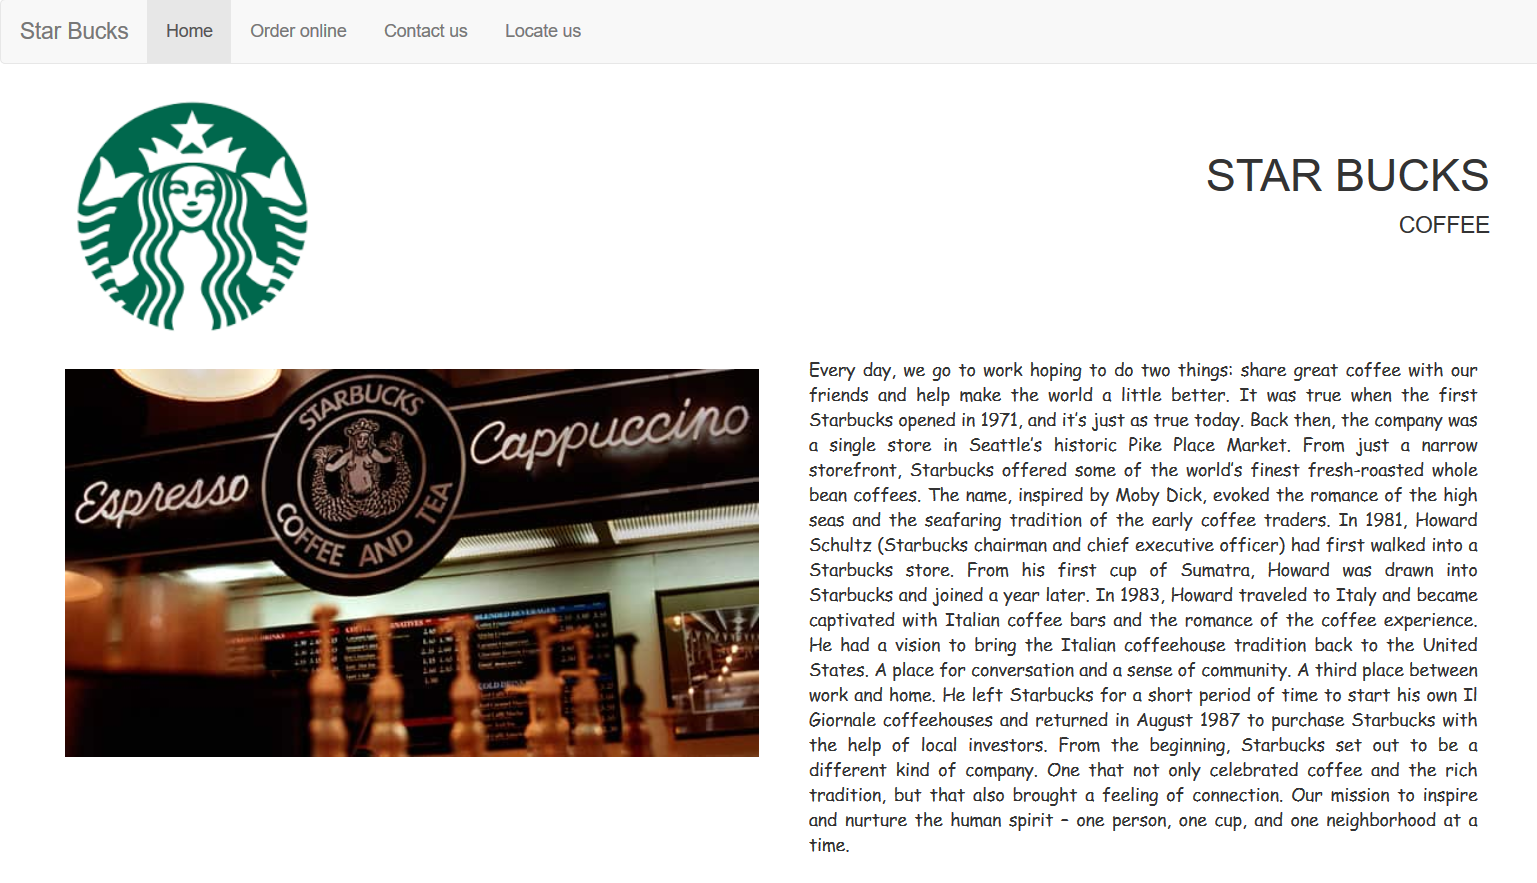 Star Bucks Home Order online Contact us Locate us
STAR BUCKS
COFFEE
STARBUCKS
COFFEE AND TEA
Espresso
Cappuccino
BLENDED BEVERAGES
Every day, we go to work hoping to do two things: share great coffee with our
friends and help make the world a little better. It was true when the first
Starbucks opened in 1971, and it’s just as true today. Back then, the company was
a single store in Seattle’s historic Pike Place Market. From just a narrow
storefront, Starbucks offered some of the world’s finest fresh-roasted whole
bean coffees. The name, inspired by Moby Dick, evoked the romance of the high
seas and the seafaring tradition of the early coffee traders. In 1981, Howard
Schultz (Starbucks chairman and chief executive officer) had first walked into a
Starbucks store. From his first cup of Sumatra, Howard was drawn into
Starbucks and joined a year later. In 1983, Howard traveled to Italy and became
captivated with Italian coffee bars and the romance of the coffee experience.
He had a vision to bring the Italian coffeehouse tradition back to the United
States. A place for conversation and a sense of community. A third place between
work and home. He left Starbucks for a short period of time to start his own Il
Giornale coffeehouses and returned in August 1987 to purchase Starbucks with
the help of local investors. From the beginning, Starbucks set out to be a
different kind of company. One that not only celebrated coffee and the rich
tradition, but that also brought a feeling of connection. Our mission to inspire
and nurture the human spirit – one person, one cup, and one neighborhood at a
time.